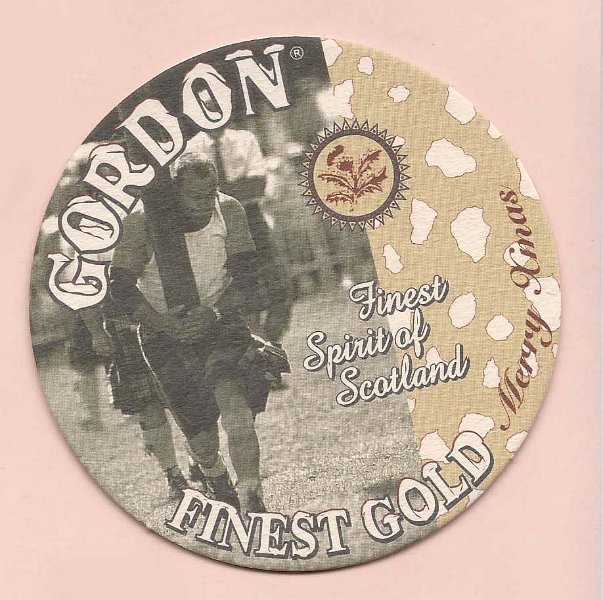 GORDON®
Finest
Spirit of
Scotland
Merry Xmas
FINEST GOLD